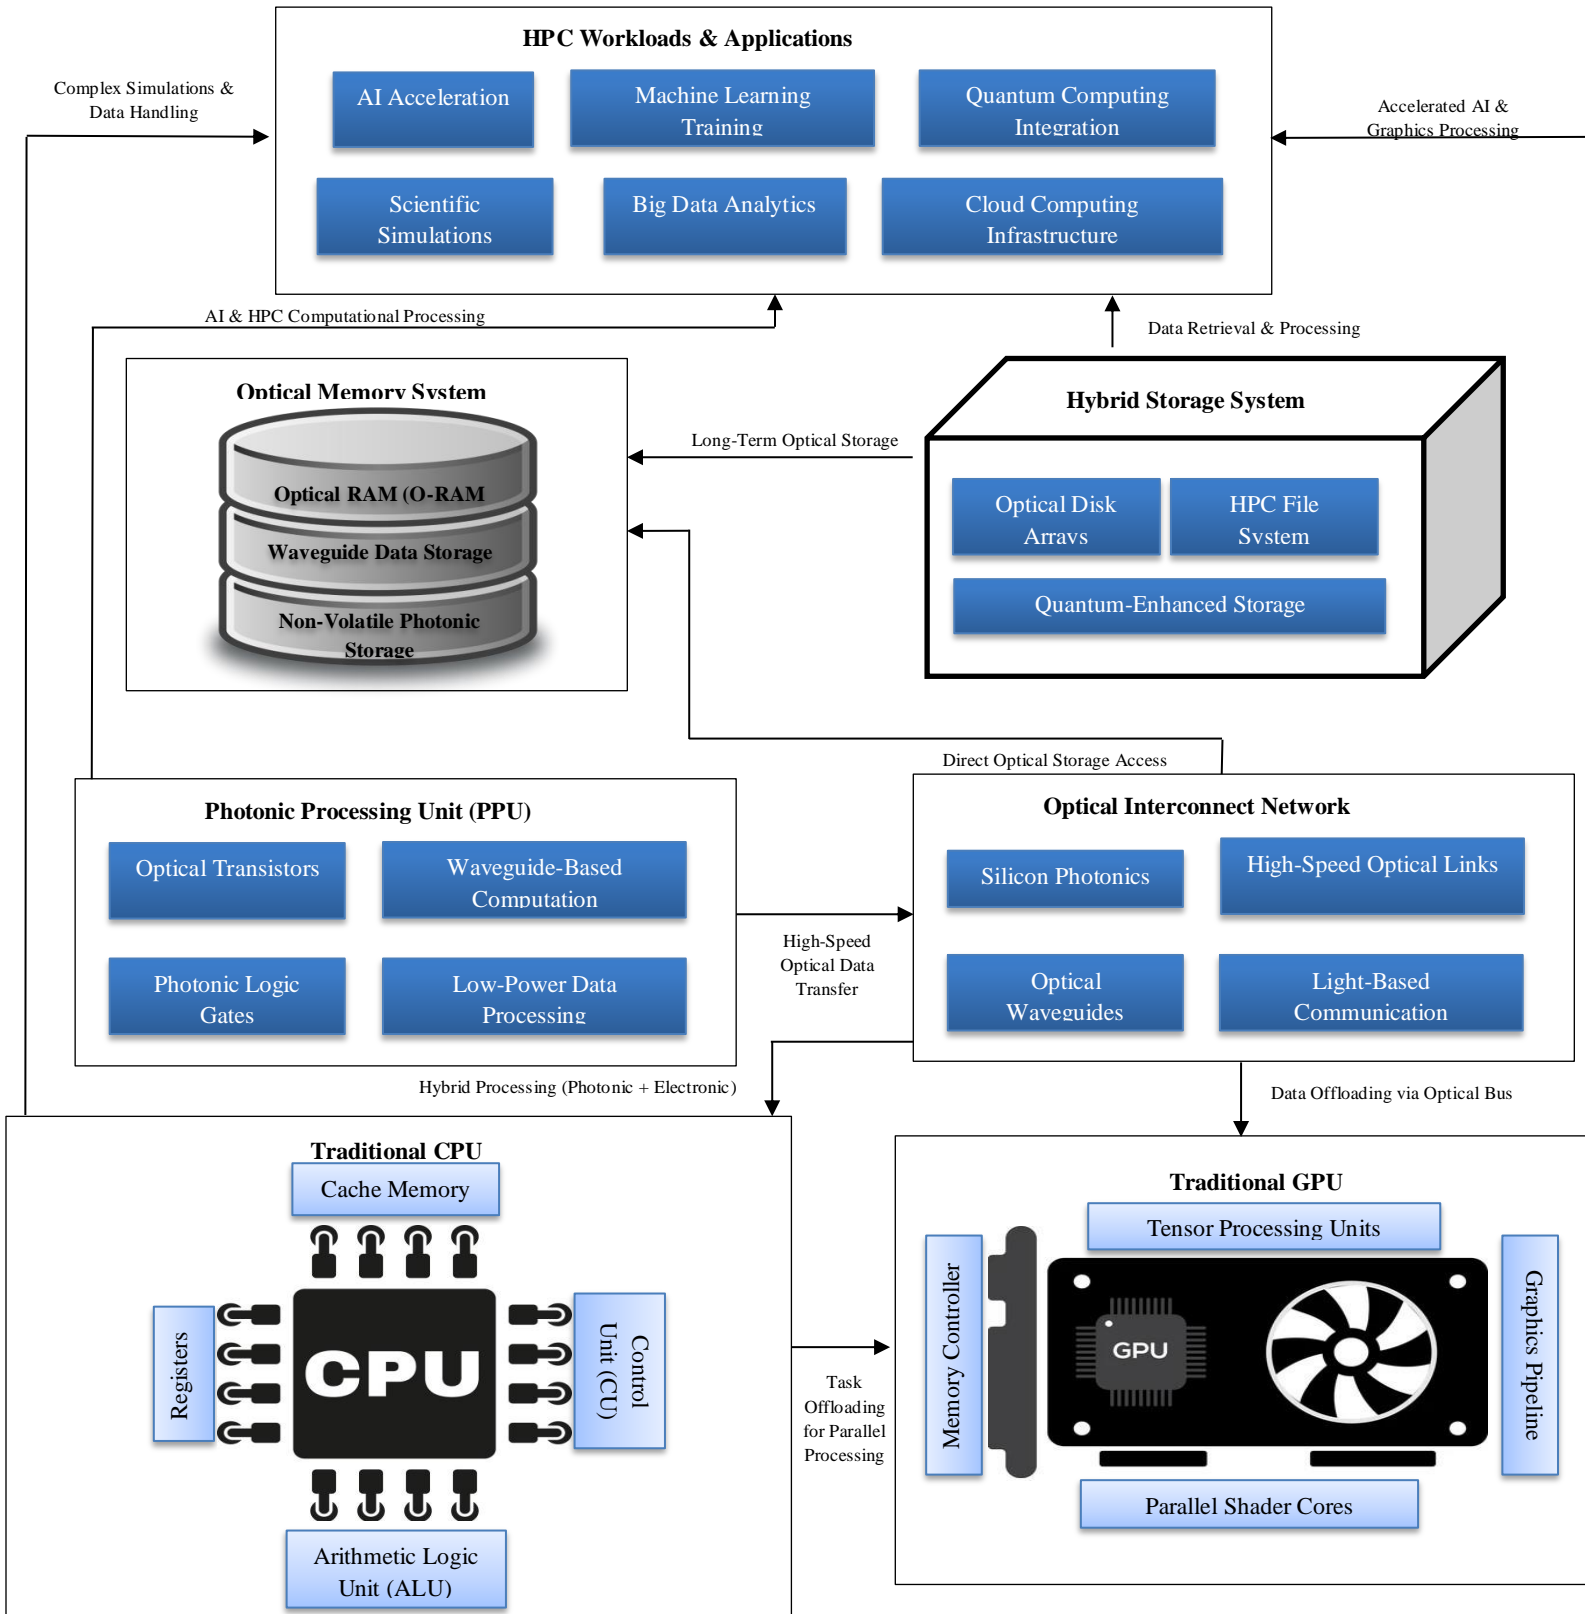 HPC Workloads & Applications
Complex Simulations &
Data Handling
AI Acceleration
Machine Learning
Training
Quantum Computing
Integration
Accelerated AI &
Graphics Processing
Scientific
Simulations
Big Data Analytics
Cloud Computing
Infrastructure
AI & HPC Computational Processing
Data Retrieval & Processing
Optical Memory System
Optical RAM (O-RAM
Waveguide Data Storage
Non-Volatile Photonic
Storage
Long-Term Optical Storage
Hybrid Storage System
Optical Disk
Arrays
HPC File
System
Quantum-Enhanced Storage
Direct Optical Storage Access
Photonic Processing Unit (PPU)
Optical Transistors
Waveguide-Based
Computation
Photonic Logic
Gates
Low-Power Data
Processing
High-Speed
Optical Data
Transfer
Optical Interconnect Network
Silicon Photonics
High-Speed Optical Links
Optical
Waveguides
Light-Based
Communication
Hybrid Processing (Photonic + Electronic)
Data Offloading via Optical Bus
Traditional CPU
Cache Memory
Registers
CPU
Control
Unit (CU)
Arithmetic Logic
Unit (ALU)
Task
Offloading
for Parallel
Processing
Traditional GPU
Tensor Processing Units
Memory Controller
GPU
Graphics Pipeline
Parallel Shader Cores